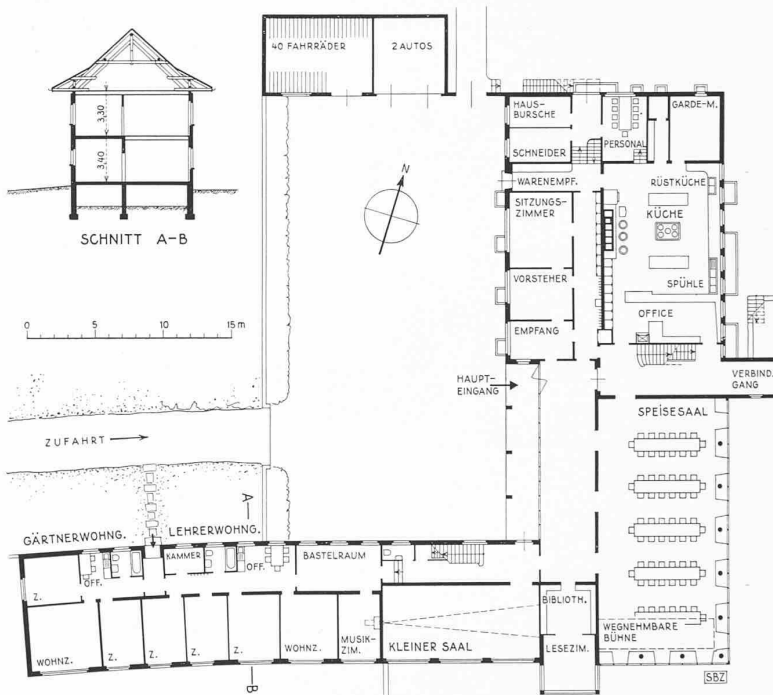 40 FAHRRÄDER
2 AUTOS
3,30
3,40
SCHNITT A-B
0 5 10 15 m
N
HAUS-
BURSCHE
SCHNEIDER
PERSONAL
GARDE-M.
WARENEMPF.
RÜSTKÜCHE
SITZUNGS-
ZIMMER
KÜCHE
VORSTEHER
SPÜHLE
EMPFANG
OFFICE
HAUPT-
EINGANG
VERBIND.
GANG
SPEISESAAL
ZUFAHRT
A
GÄRTNERWOHNG.
LEHRERWOHNG.
KAMMER
OFF.
OFF.
BASTELRAUM
Z.
WOHNZ.
Z.
Z.
Z.
Z.
WOHNZ.
MUSIK-
ZIM.
KLEINER SAAL
BIBLIOTH.
LESEZIM.
WEGNEHMBARE
BÜHNE
B
SBZ